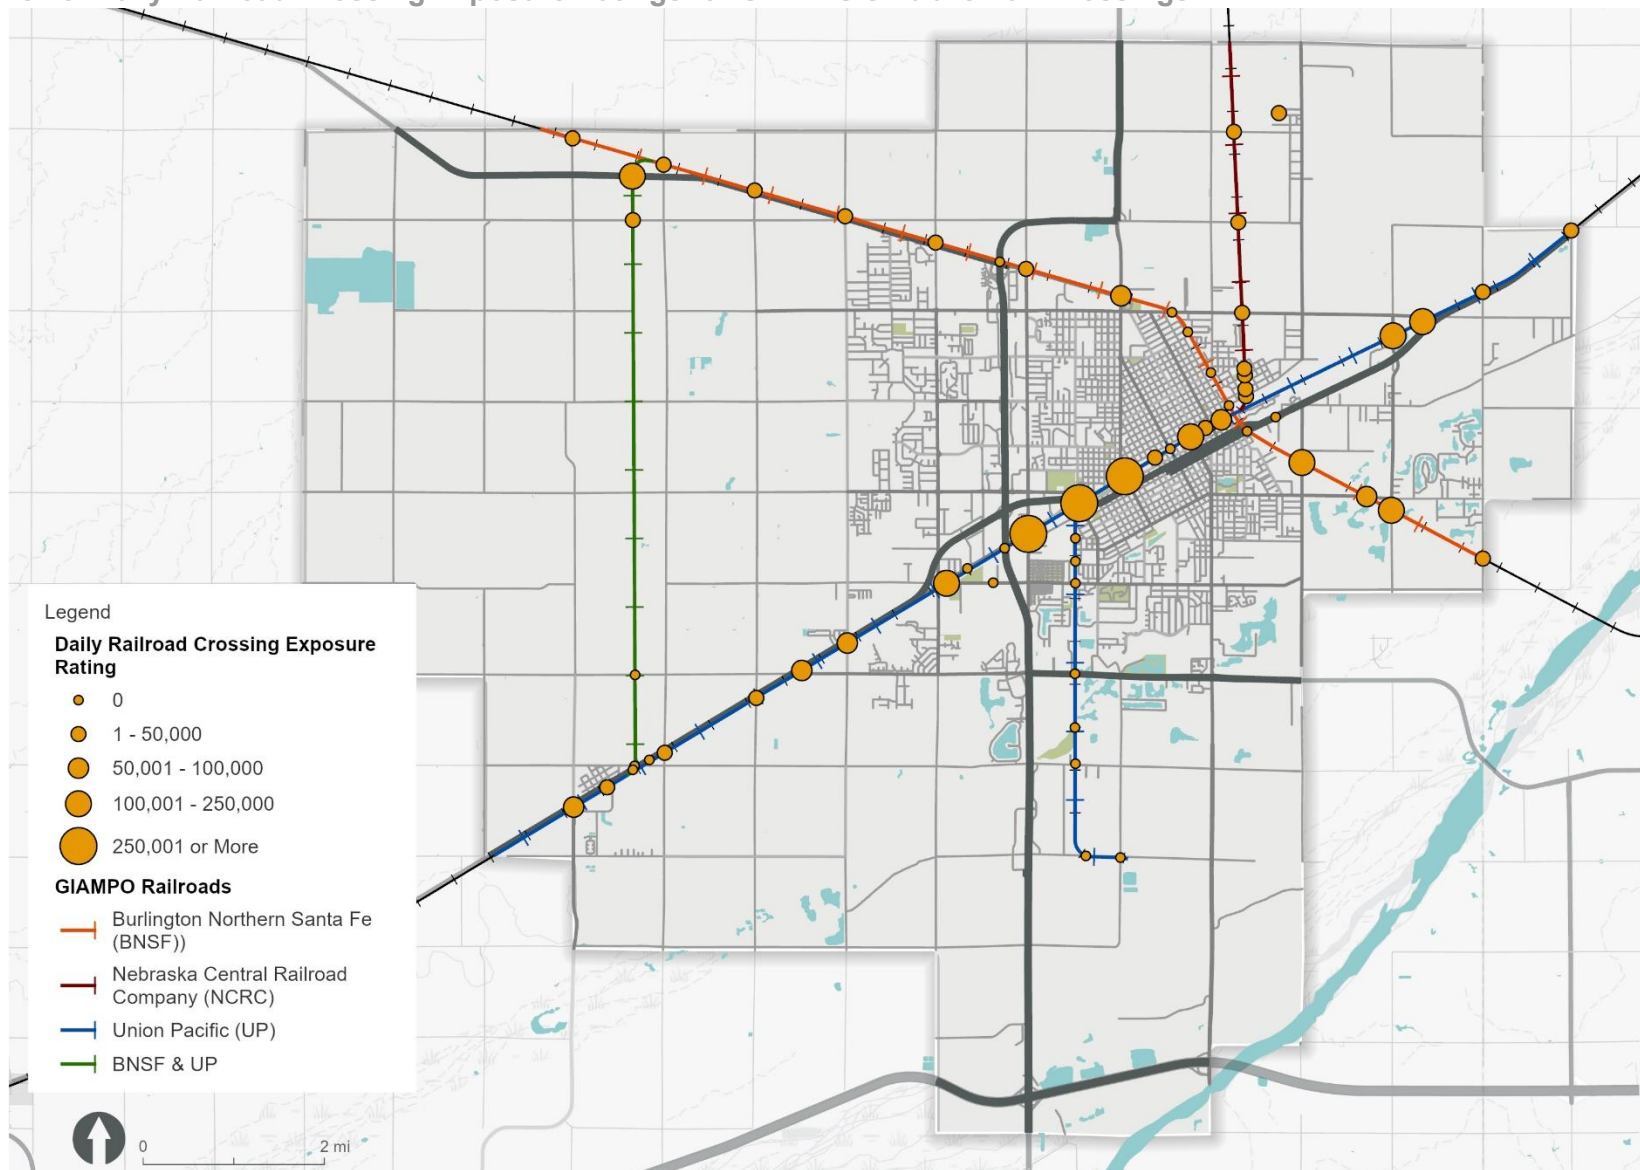 Legend
Daily Railroad Crossing Exposure
Rating
0
1 - 50,000
50,001 - 100,000
100,001 - 250,000
250,001 or More
GIAMPO Railroads
Burlington Northern Santa Fe
(BNSF))
Nebraska Central Railroad
Company (NCRC)
Union Pacific (UP)
BNSF & UP
0
2 mi